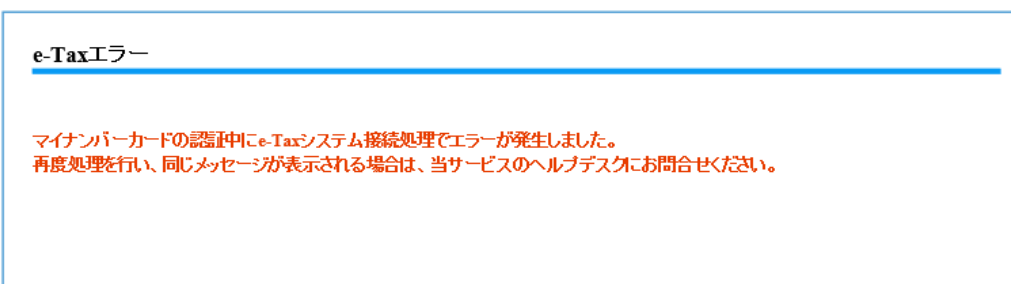 e-Taxエラー
マイナンバーカードの認証中にe-Taxシステム接続処理でエラーが発生しました。
再度処理を行い、同じメッセージが表示される場合は、当サービスのヘルプデスクにお問合せください。